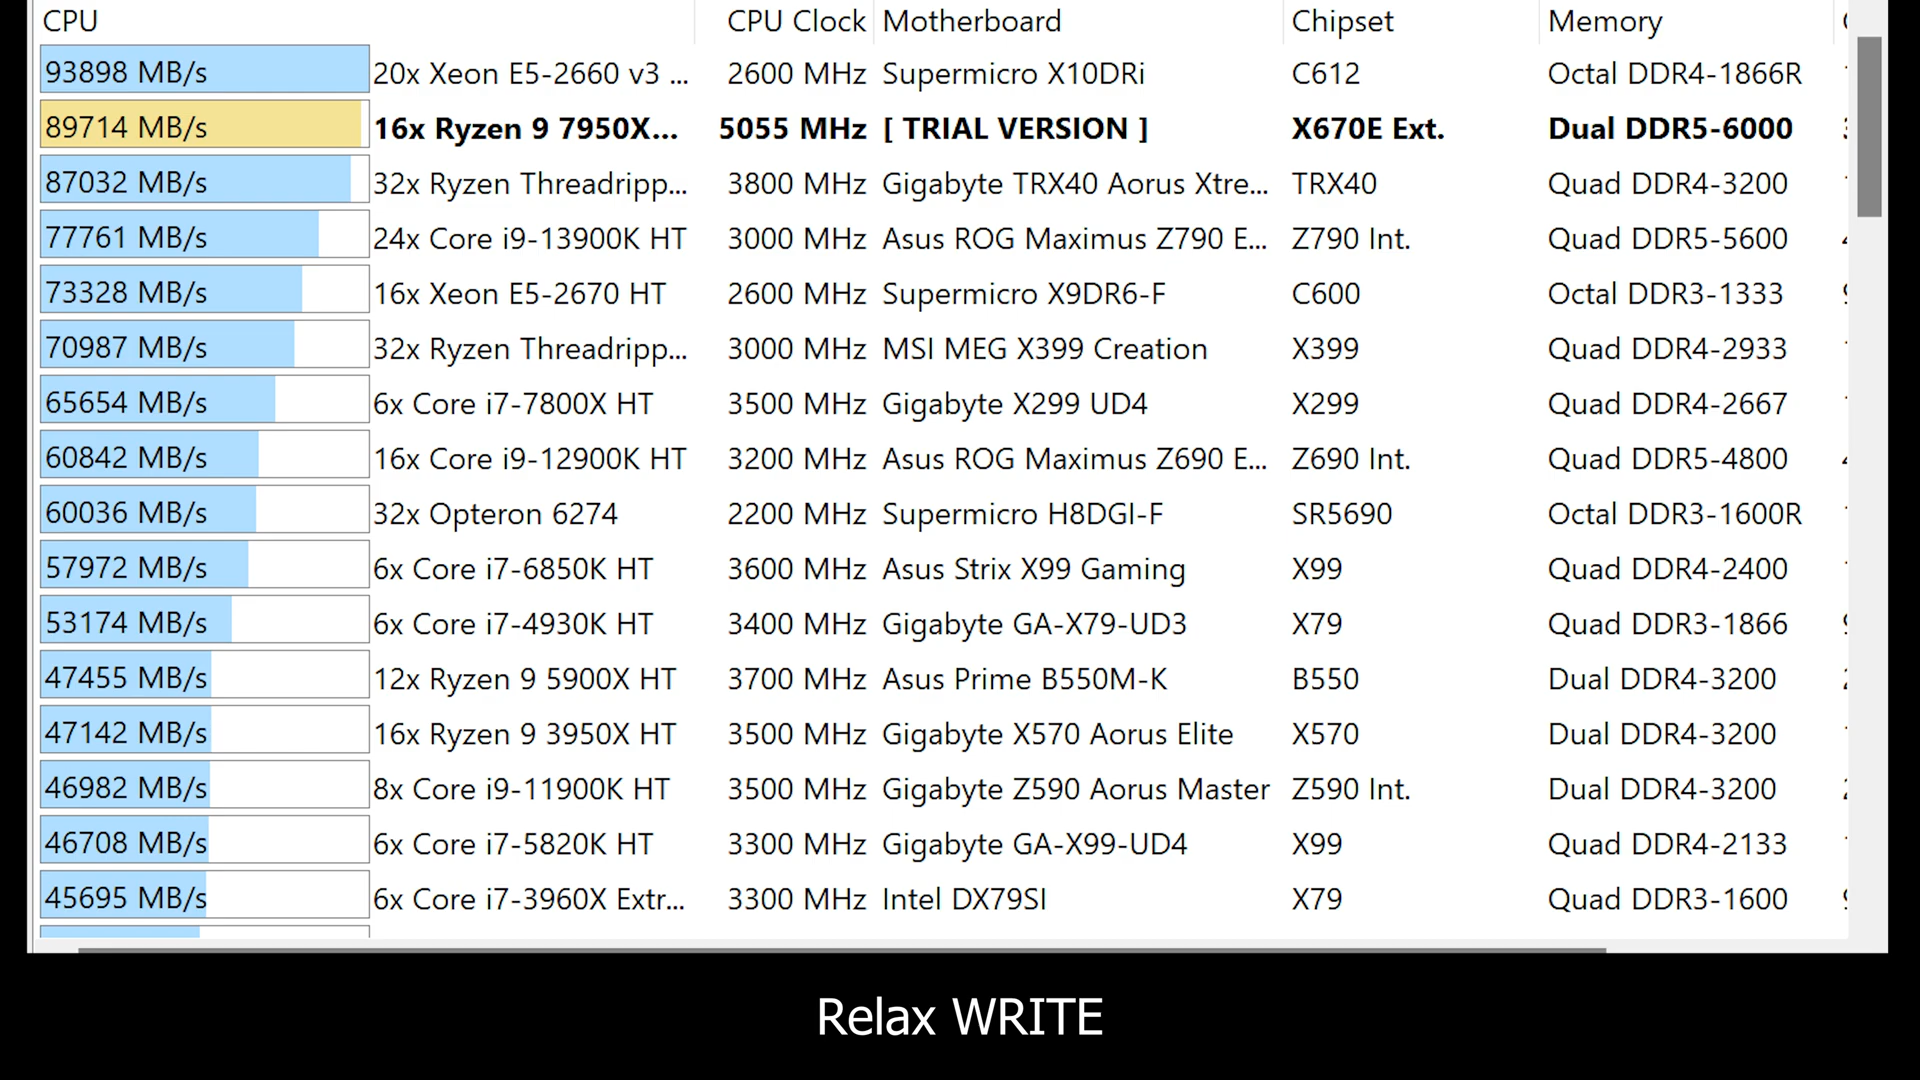 CPU CPU Clock Motherboard Chipset Memory
93898 MB/s 20x Xeon E5-2660 v3 ... 2600 MHz Supermicro X10DRi C612 Octal DDR4-1866R
89714 MB/s 16x Ryzen 9 7950X... 5055 MHz [ TRIAL VERSION ] X670E Ext. Dual DDR5-6000
87032 MB/s 32x Ryzen Threadripp... 3800 MHz Gigabyte TRX40 Aorus Xtre... TRX40 Quad DDR4-3200
77761 MB/s 24x Core i9-13900K HT 3000 MHz Asus ROG Maximus Z790 E... Z790 Int. Quad DDR5-5600
73328 MB/s 16x Xeon E5-2670 HT 2600 MHz Supermicro X9DR6-F C600 Octal DDR3-1333
70987 MB/s 32x Ryzen Threadripp... 3000 MHz MSI MEG X399 Creation X399 Quad DDR4-2933
65654 MB/s 6x Core i7-7800X HT 3500 MHz Gigabyte X299 UD4 X299 Quad DDR4-2667
60842 MB/s 16x Core i9-12900K HT 3200 MHz Asus ROG Maximus Z690 E... Z690 Int. Quad DDR5-4800
60036 MB/s 32x Opteron 6274 2200 MHz Supermicro H8DGI-F SR5690 Octal DDR3-1600R
57972 MB/s 6x Core i7-6850K HT 3600 MHz Asus Strix X99 Gaming X99 Quad DDR4-2400
53174 MB/s 6x Core i7-4930K HT 3400 MHz Gigabyte GA-X79-UD3 X79 Quad DDR3-1866
47455 MB/s 12x Ryzen 9 5900X HT 3700 MHz Asus Prime B550M-K B550 Dual DDR4-3200
47142 MB/s 16x Ryzen 9 3950X HT 3500 MHz Gigabyte X570 Aorus Elite X570 Dual DDR4-3200
46982 MB/s 8x Core i9-11900K HT 3500 MHz Gigabyte Z590 Aorus Master Z590 Int. Dual DDR4-3200
46708 MB/s 6x Core i7-5820K HT 3300 MHz Gigabyte GA-X99-UD4 X99 Quad DDR4-2133
45695 MB/s 6x Core i7-3960X Extr... 3300 MHz Intel DX79SI X79 Quad DDR3-1600
Relax WRITE